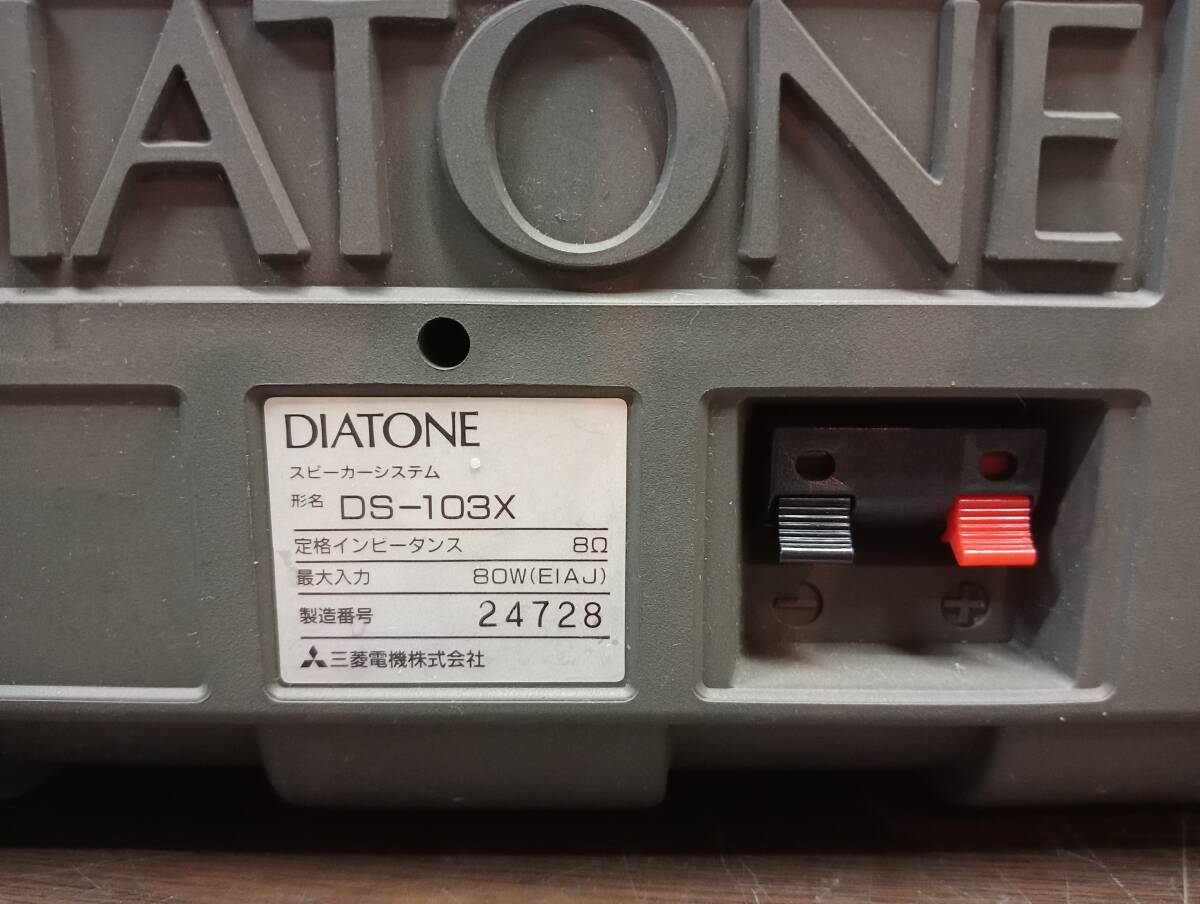 DIATONE
DIATONE
スピーカーシステム
形名 DS-103X
定格インピータンス 8Ω
最大入力 80W(EIAJ)
製造番号 24728
三菱電機株式会社
- +